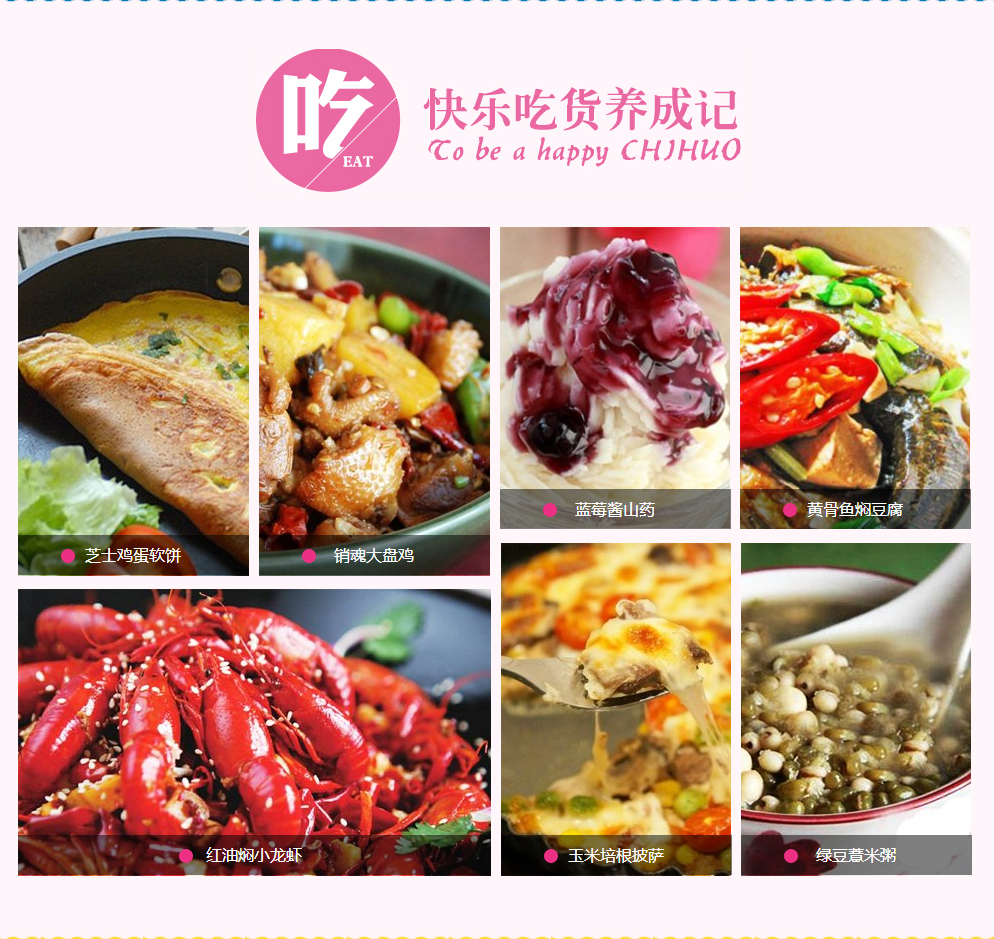 吃
EAT
快乐吃货养成记
To be a happy CHIHUO
芝士鸡蛋软饼
销魂大盘鸡
蓝莓酱山药
黄骨鱼焖豆腐
红油焖小龙虾
玉米培根披萨
绿豆薏米粥